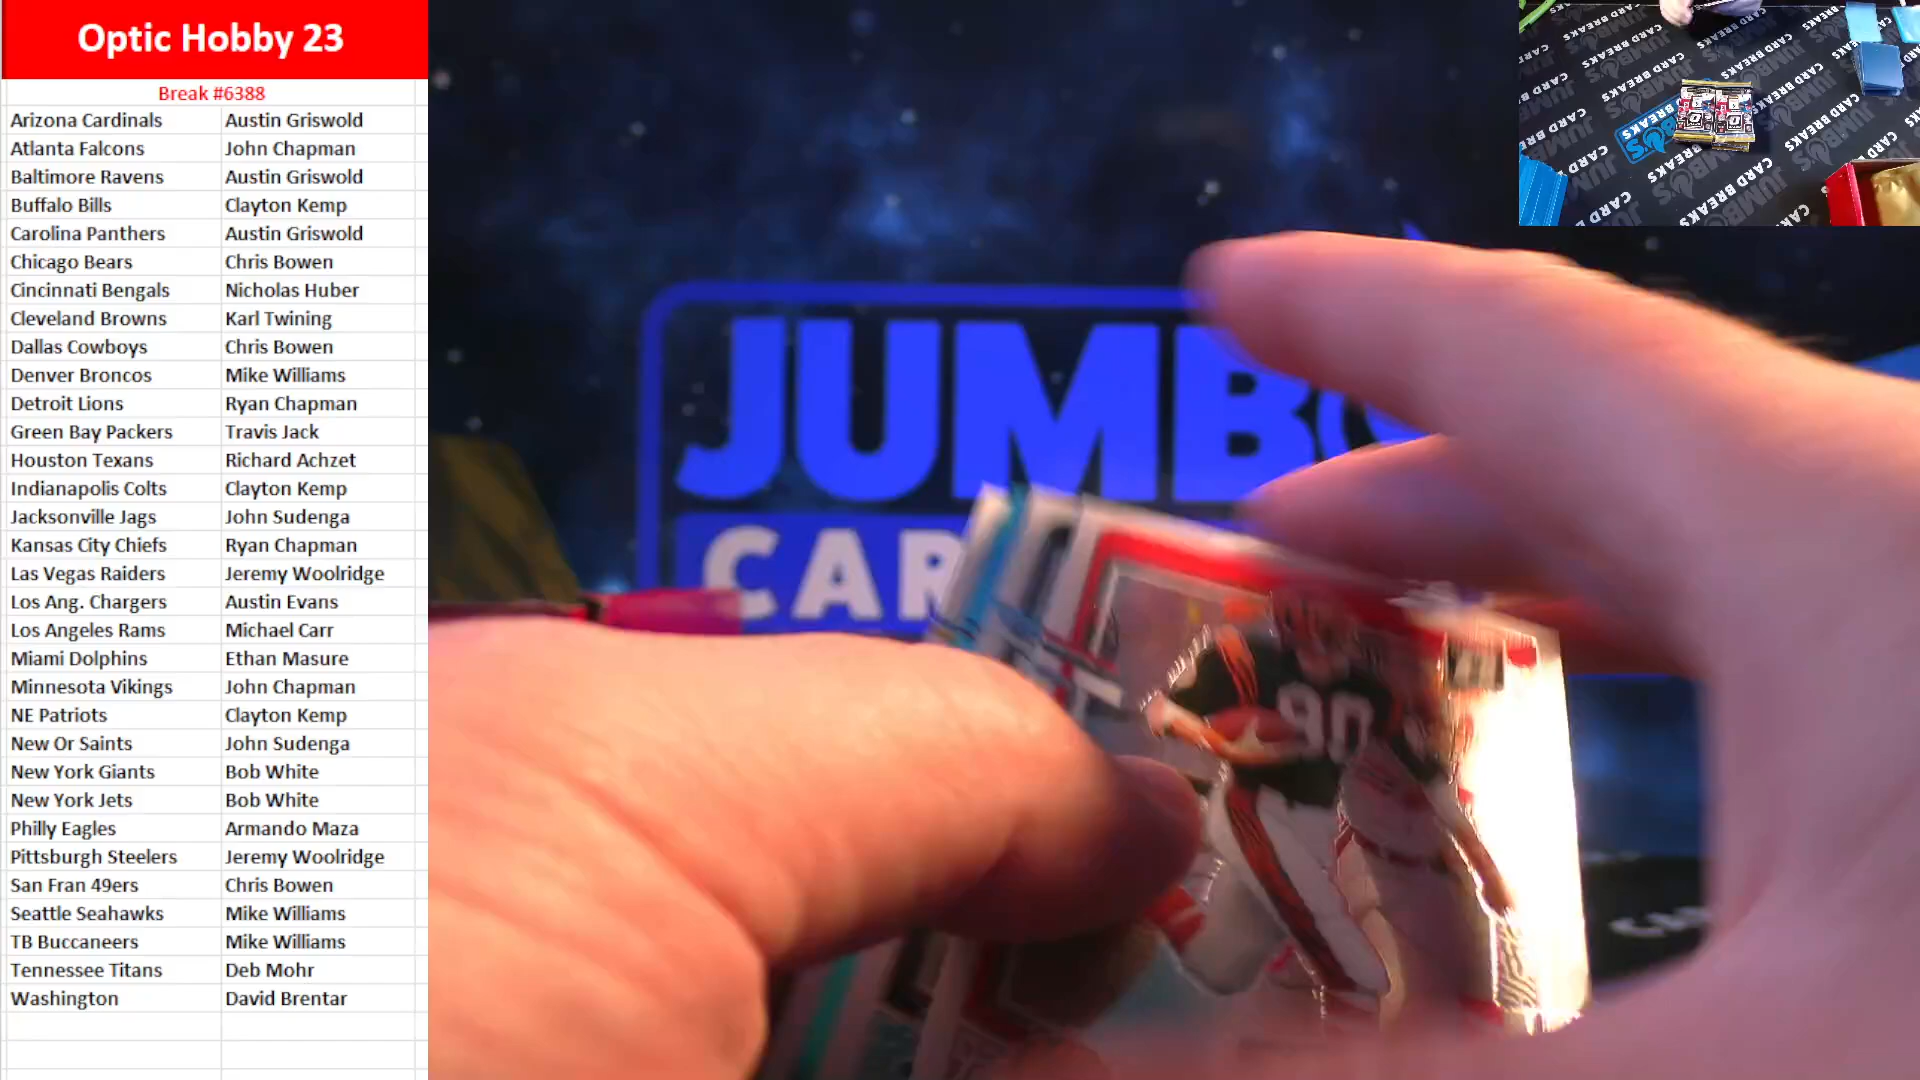 Optic Hobby 23
Break #6388
Arizona Cardinals Austin Griswold
Atlanta Falcons John Chapman
Baltimore Ravens Austin Griswold
Buffalo Bills Clayton Kemp
Carolina Panthers Austin Griswold
Chicago Bears Chris Bowen
Cincinnati Bengals Nicholas Huber
Cleveland Browns Karl Twining
Dallas Cowboys Chris Bowen
Denver Broncos Mike Williams
Detroit Lions Ryan Chapman
Green Bay Packers Travis Jack
Houston Texans Richard Achzet
Indianapolis Colts Clayton Kemp
Jacksonville Jags John Sudenga
Kansas City Chiefs Ryan Chapman
Las Vegas Raiders Jeremy Woolridge
Los Ang. Chargers Austin Evans
Los Angeles Rams Michael Carr
Miami Dolphins Ethan Masure
Minnesota Vikings John Chapman
NE Patriots Clayton Kemp
New Or Saints John Sudenga
New York Giants Bob White
New York Jets Bob White
Philly Eagles Armando Maza
Pittsburgh Steelers Jeremy Woolridge
San Fran 49ers Chris Bowen
Seattle Seahawks Mike Williams
TB Buccaneers Mike Williams
Tennessee Titans Deb Mohr
Washington David Brentar
JUMBO
CAR
80
JUMBO'S
CARD BREAKS